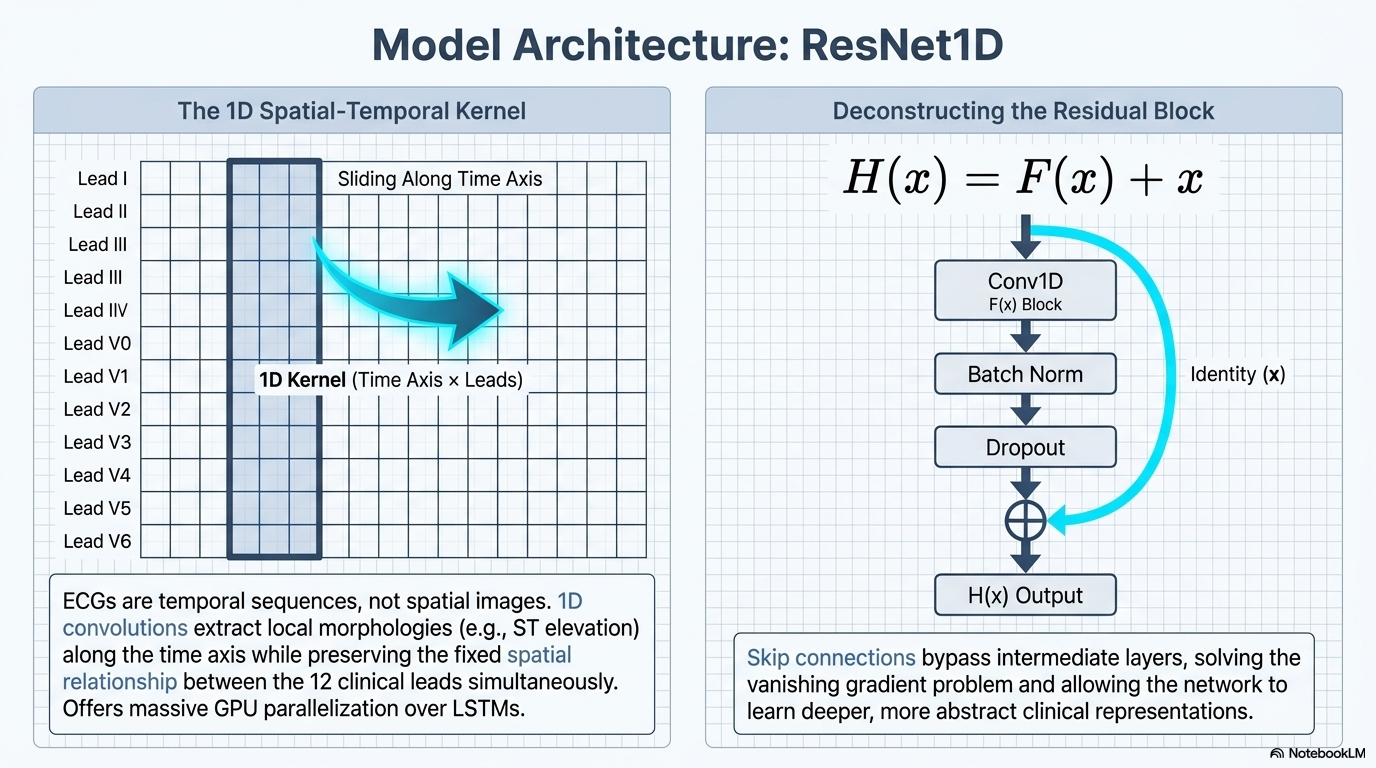 Model Architecture: ResNet1D
The 1D Spatial-Temporal Kernel
Lead I
Lead II
Lead III
Lead III
Lead IIV
Lead V0
Lead V1
Lead V2
Lead V3
Lead V4
Lead V5
Lead V6
Sliding Along Time Axis
1D Kernel (Time Axis × Leads)
ECGs are temporal sequences, not spatial images. 1D
convolutions extract local morphologies (e.g., ST elevation)
along the time axis while preserving the fixed spatial
relationship between the 12 clinical leads simultaneously.
Offers massive GPU parallelization over LSTMs.
Deconstructing the Residual Block
H(x) = F(x) + x
Conv1D
F(x) Block
Batch Norm
Dropout
Identity (x)
H(x) Output
Skip connections bypass intermediate layers, solving the
vanishing gradient problem and allowing the network to
learn deeper, more abstract clinical representations.
NotebookLM